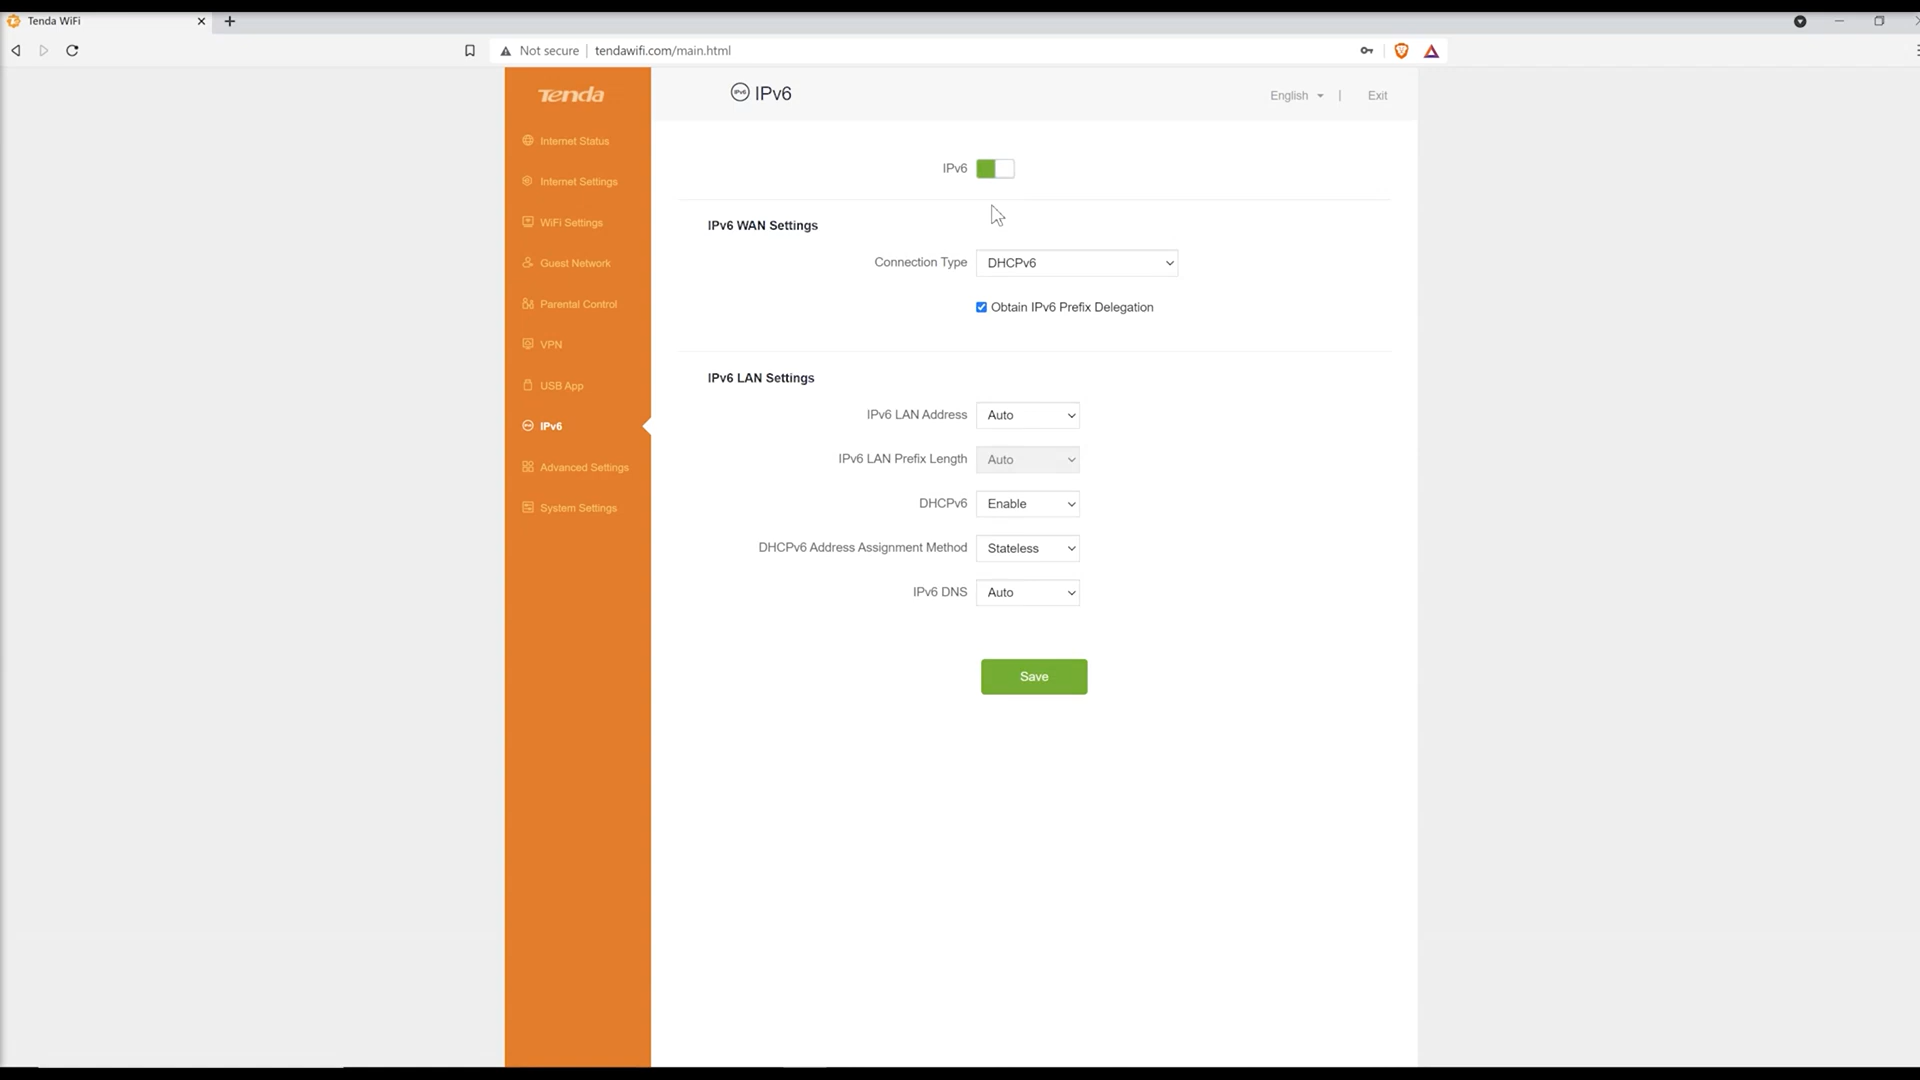 Tenda WiFi
Not secure | tendawifi.com/main.html
Tenda
IPv6
English | Exit
Internet Status
Internet Settings
WiFi Settings
Guest Network
Parental Control
VPN
USB App
IPv6
Advanced Settings
System Settings
IPv6
IPv6 WAN Settings
Connection Type DHCPv6
Obtain IPv6 Prefix Delegation
IPv6 LAN Settings
IPv6 LAN Address Auto
IPv6 LAN Prefix Length Auto
DHCPv6 Enable
DHCPv6 Address Assignment Method Stateless
IPv6 DNS Auto
Save